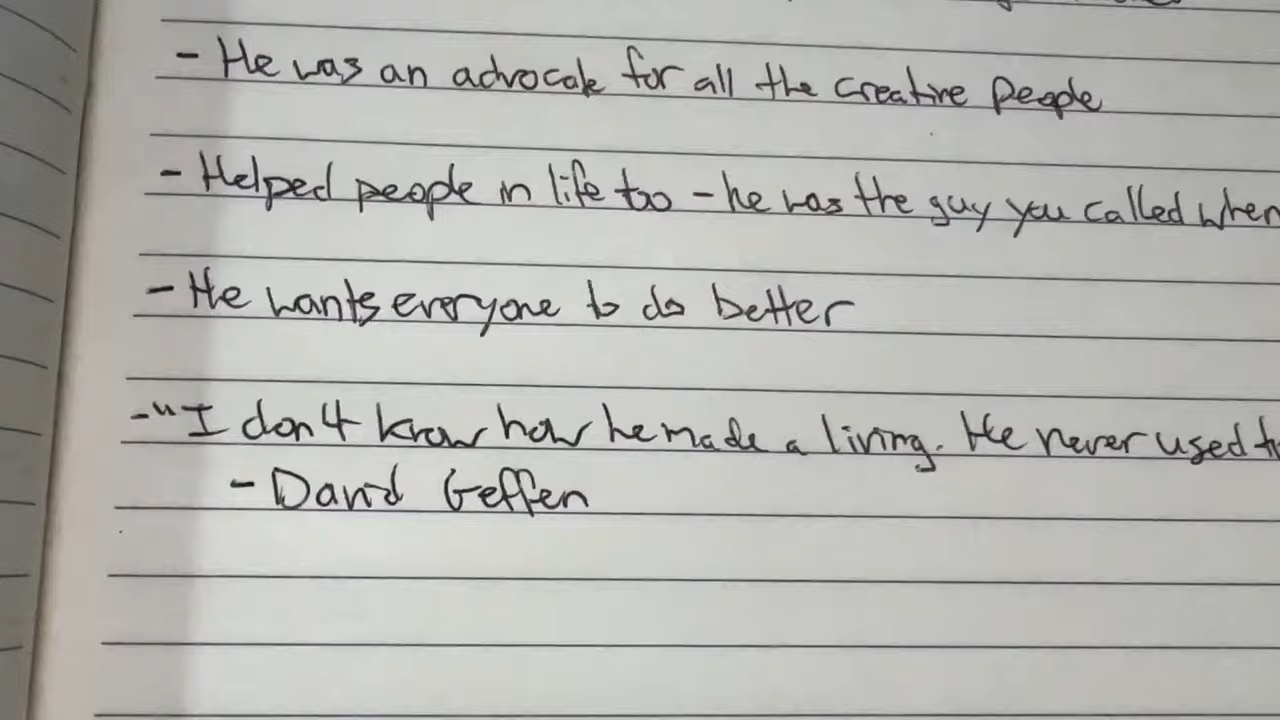 - He was an advocate for all the creative people
- Helped people in life too - he was the guy you called when
- He wants everyone to do better
- "I don't know how he made a living. He never used
- David Geffen